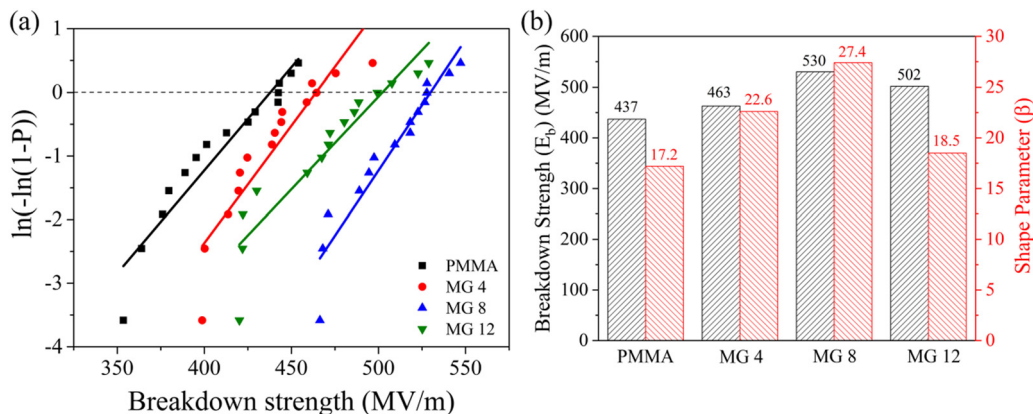 (a)
ln(-ln(1-P))
1
0
-1
-2
-3
-4
350
400
450
500
550
Breakdown strength (MV/m)
PMMA
MG 4
MG 8
MG 12
(b)
Breakdown Strengh (E_b) (MV/m)
600
500
400
300
200
100
0
437
17.2
463
22.6
530
27.4
502
18.5
PMMA
MG 4
MG 8
MG 12
30
25
20
15
10
5
0
Shape Parameter (β)